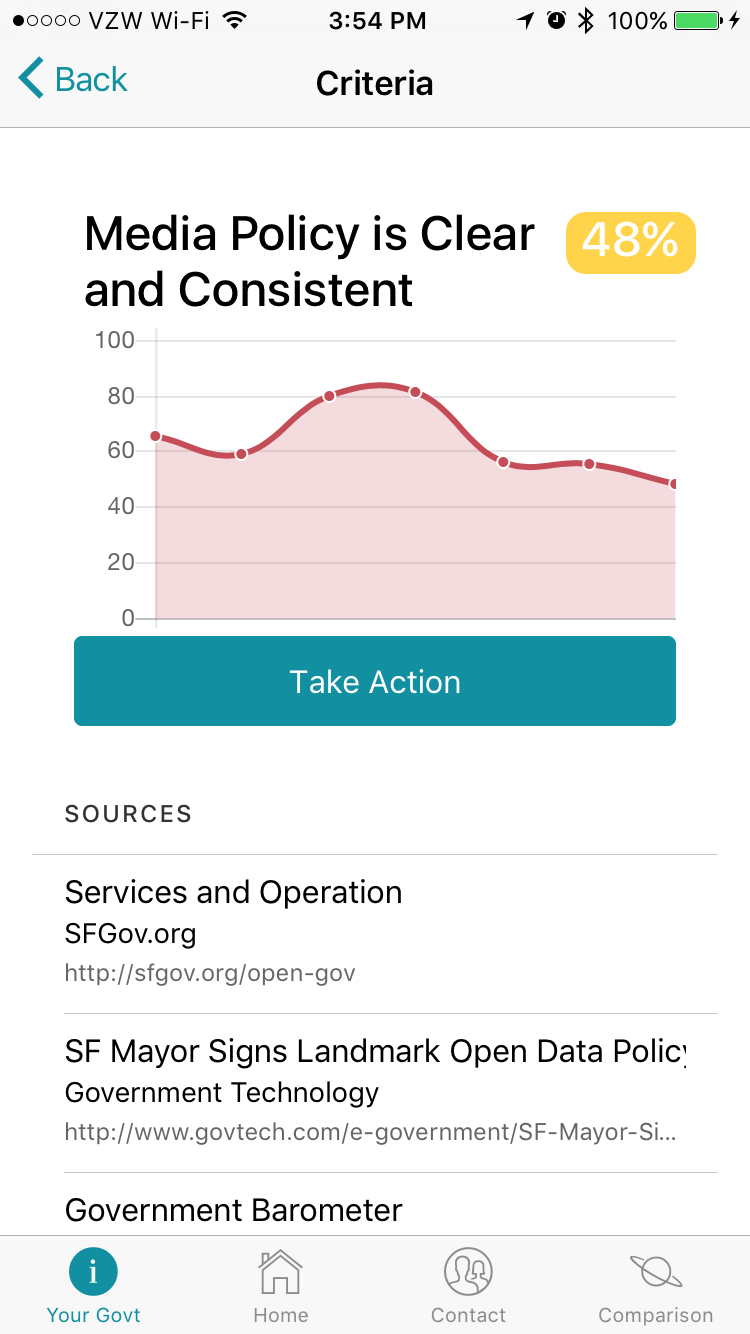 VZW Wi-Fi 3:54 PM 100%
Back Criteria
Media Policy is Clear 48%
and Consistent
100
80
60
40
20
0
Take Action
SOURCES
Services and Operation
SFGov.org
http://sfgov.org/open-gov
SF Mayor Signs Landmark Open Data Policy
Government Technology
http://www.govtech.com/e-government/SF-Mayor-Si...
Government Barometer
Your Govt Home Contact Comparison